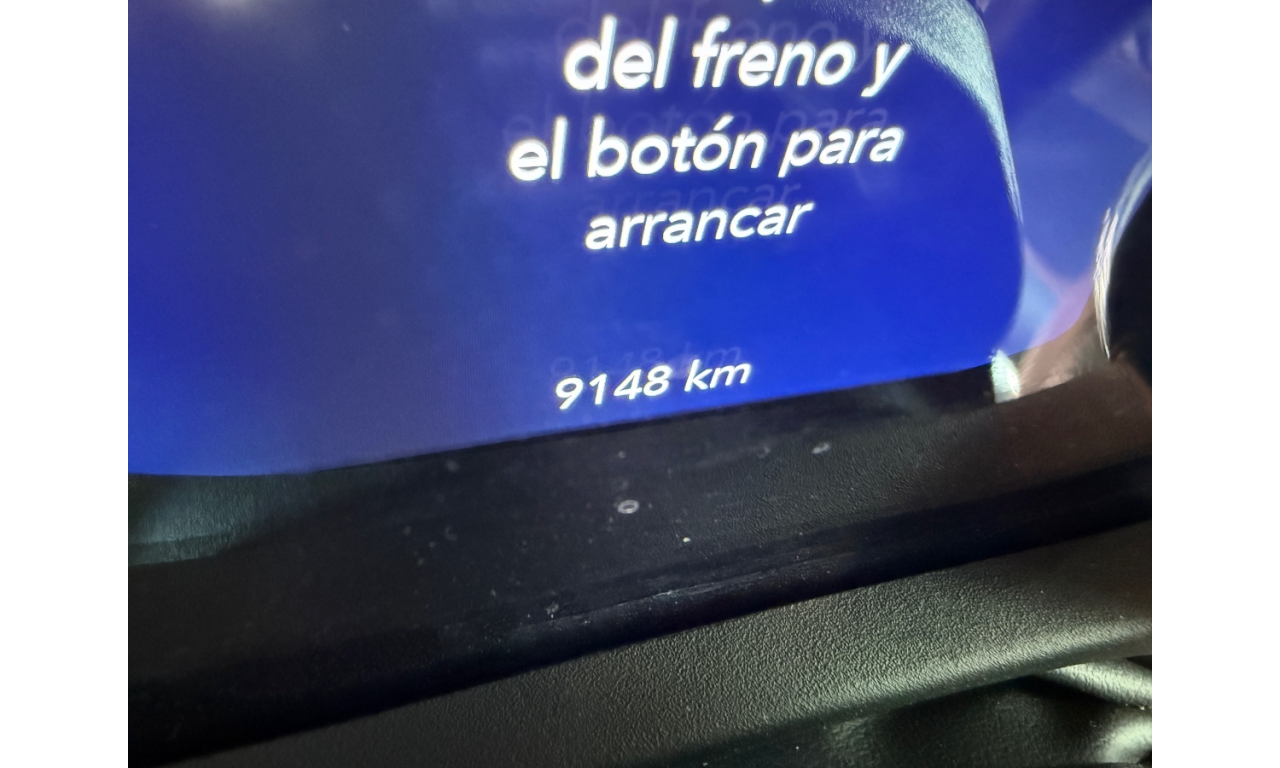 del freno y
el botón para
arrancar
9148 km